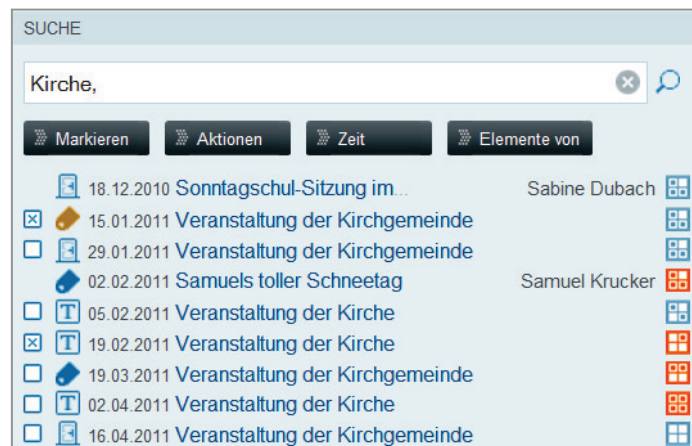 SUCHE
Kirche,
Markieren Aktionen Zeit Elemente von
18.12.2010 Sonntagschul-Sitzung im... Sabine Dubach
15.01.2011 Veranstaltung der Kirchgemeinde
29.01.2011 Veranstaltung der Kirchgemeinde
02.02.2011 Samuels toller Schneetag Samuel Krucker
T 05.02.2011 Veranstaltung der Kirche
T 19.02.2011 Veranstaltung der Kirche
19.03.2011 Veranstaltung der Kirchgemeinde
T 02.04.2011 Veranstaltung der Kirche
16.04.2011 Veranstaltung der Kirchgemeinde